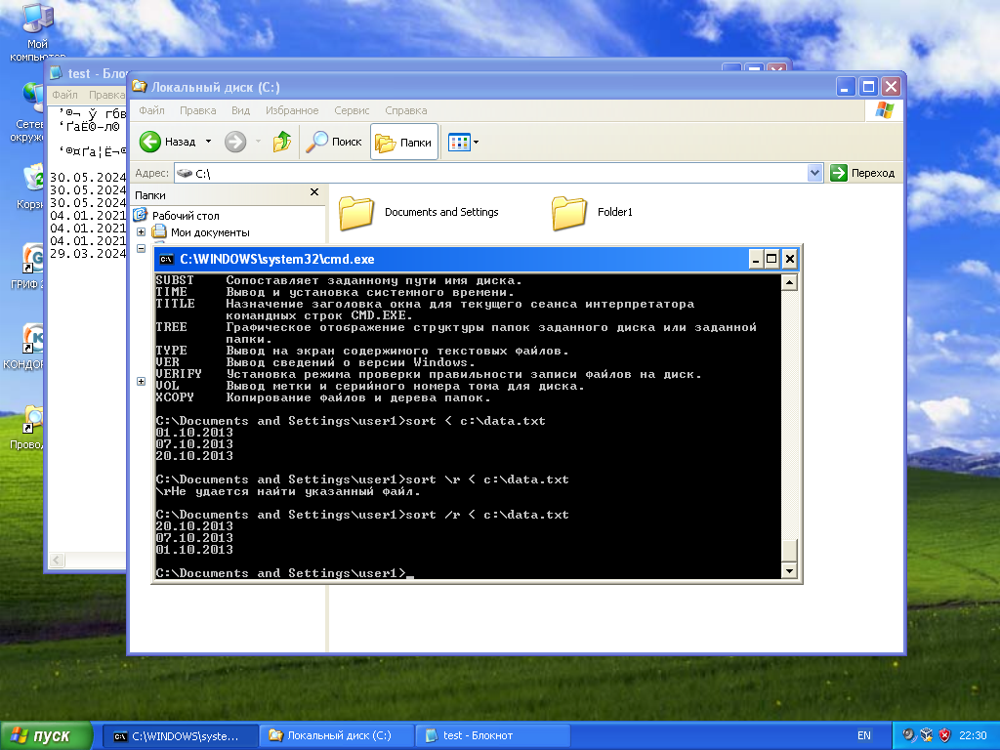 Мой
компьютер
test - Бло
Локальный диск (C:)
Файл Правка
Файл Правка Вид Избранное Сервис Справка
Назад Поиск Папки
Адрес: C:\ Переход
Папки
Рабочий стол
Мои документы
Documents and Settings Folder1
30.05.2024
30.05.2024
30.05.2024
04.01.2021
04.01.2021
04.01.2021
29.03.2024
C:\WINDOWS\system32\cmd.exe
SUBST Сопоставляет заданному пути имя диска.
TIME Вывод и установка системного времени.
TITLE Назначение заголовка окна для текущего сеанса интерпретатора
командных строк CMD.EXE.
TREE Графическое отображение структуры папок заданного диска или заданной
папки.
TYPE Вывод на экран содержимого текстовых файлов.
VER Вывод сведений о версии Windows.
VERIFY Установка режима проверки правильности записи файлов на диск.
VOL Вывод метки и серийного номера тома для диска.
XCOPY Копирование файлов и дерева папок.
C:\Documents and Settings\user1>sort < c:\data.txt
01.10.2013
07.10.2013
20.10.2013
C:\Documents and Settings\user1>sort \r < c:\data.txt
\rНе удается найти указанный файл.
C:\Documents and Settings\user1>sort /r < c:\data.txt
20.10.2013
07.10.2013
01.10.2013
C:\Documents and Settings\user1>_
Сетев
окруж
Корзи
ГРИФ 2
КОНДОР
Провод
пуск C:\WINDOWS\syste... Локальный диск (C:) test - Блокнот EN 22:30